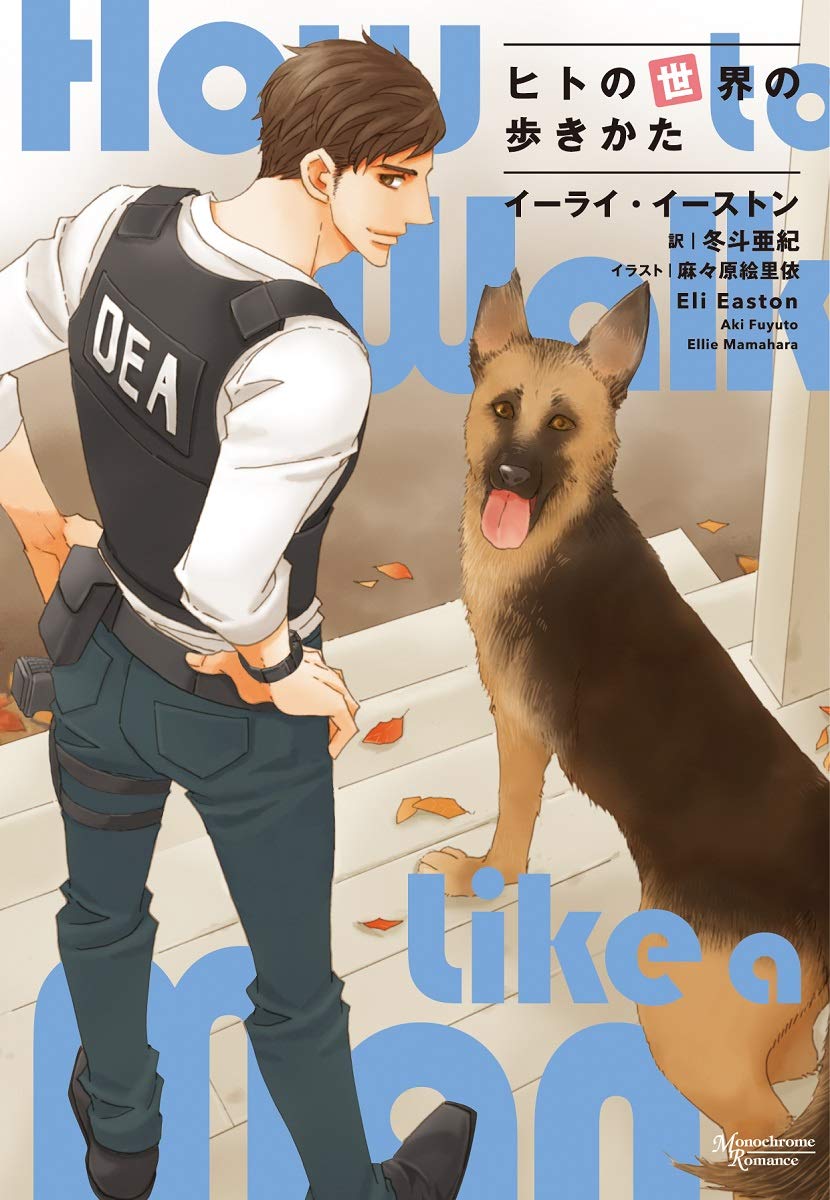 How to
Walk
like a
Man
ヒトの世界の
歩きかた
イーライ・イーストン
訳|冬斗亜紀
イラスト|麻々原絵里依
Eli Easton
Aki Fuyuto
Ellie Mamahara
DEA
Monochrome
Romance